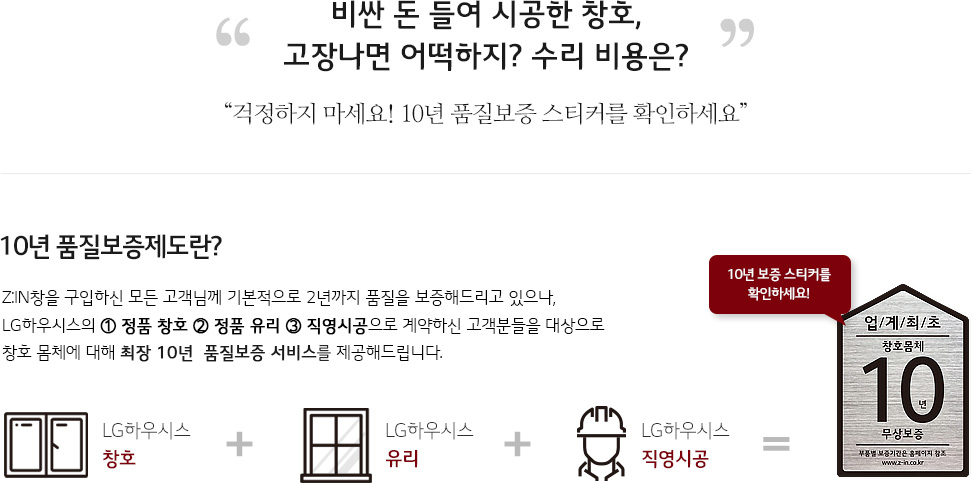 비싼 돈 들여 시공한 창호,
고장나면 어떡하지? 수리 비용은?
“걱정하지 마세요! 10년 품질보증 스티커를 확인하세요”
10년 품질보증제도란?
Z:IN창을 구입하신 모든 고객님께 기본적으로 2년까지 품질을 보증해드리고 있으나,
LG하우시스의 ① 정품 창호 ② 정품 유리 ③ 직영시공으로 계약하신 고객분들을 대상으로
창호 몸체에 대해 최장 10년 품질보증 서비스를 제공해드립니다.
10년 보증 스티커를
확인하세요!
업/계/최/초
창호몸체
10년
무상보증
부품별 보증기간은 홈페이지 참조
www.z-in.co.kr
LG하우시스
창호
+
LG하우시스
유리
+
LG하우시스
직영시공
=